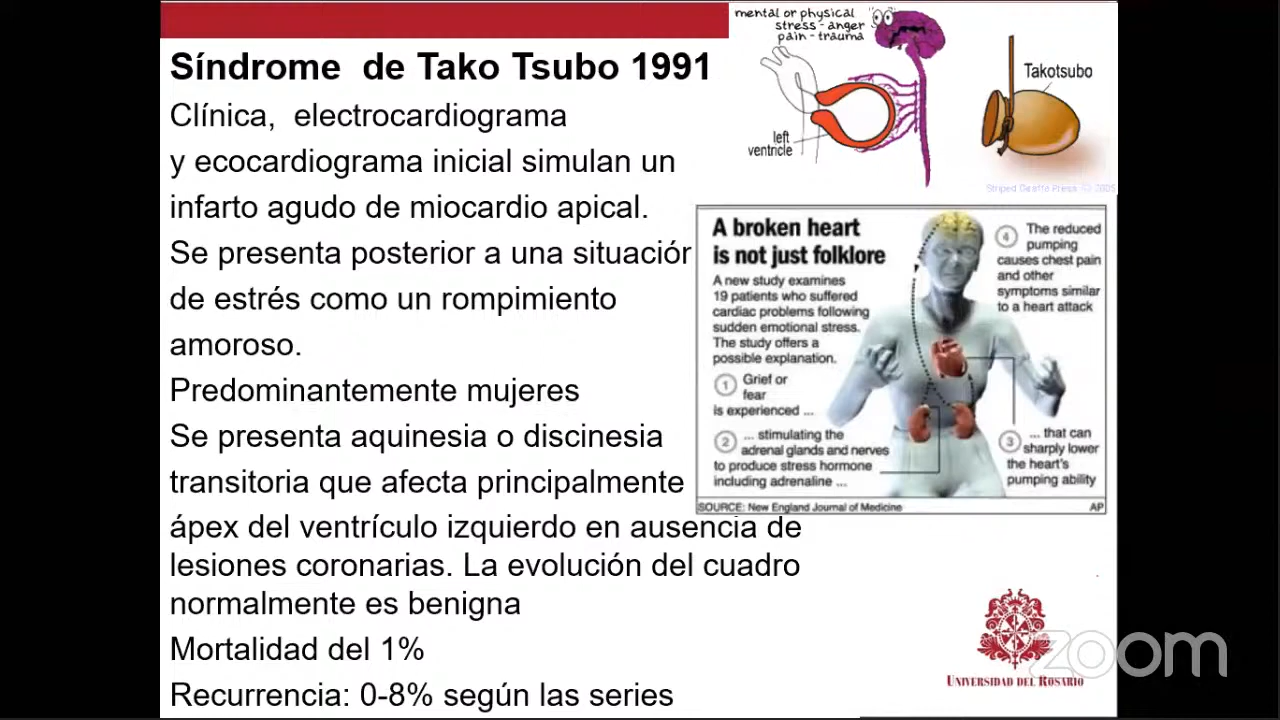 Síndrome de Tako Tsubo 1991
Clínica, electrocardiograma
y ecocardiograma inicial simulan un
infarto agudo de miocardio apical.
Se presenta posterior a una situación
de estrés como un rompimiento
amoroso.
Predominantemente mujeres
Se presenta aquinesia o discinesia
transitoria que afecta principalmente
ápex del ventrículo izquierdo en ausencia de
lesiones coronarias. La evolución del cuadro
normalmente es benigna
Mortalidad del 1%
Recurrencia: 0-8% según las series
mental or physical
stress - anger
pain - trauma
left
ventricle
Takotsubo
Striped Giraffe Press © 2005
A broken heart
is not just folklore
A new study examines
19 patients who suffered
cardiac problems following
sudden emotional stress.
The study offers a
possible explanation.
1 Grief or
fear
is experienced ...
2 ... stimulating the
adrenal glands and nerves
to produce stress hormone
including adrenaline ...
3 ... that can
sharply lower
the heart's
pumping ability
4 The reduced
pumping
causes chest pain
and other
symptoms similar
to a heart attack
SOURCE: New England Journal of Medicine
AP
UNIVERSIDAD DEL ROSARIO
zoom